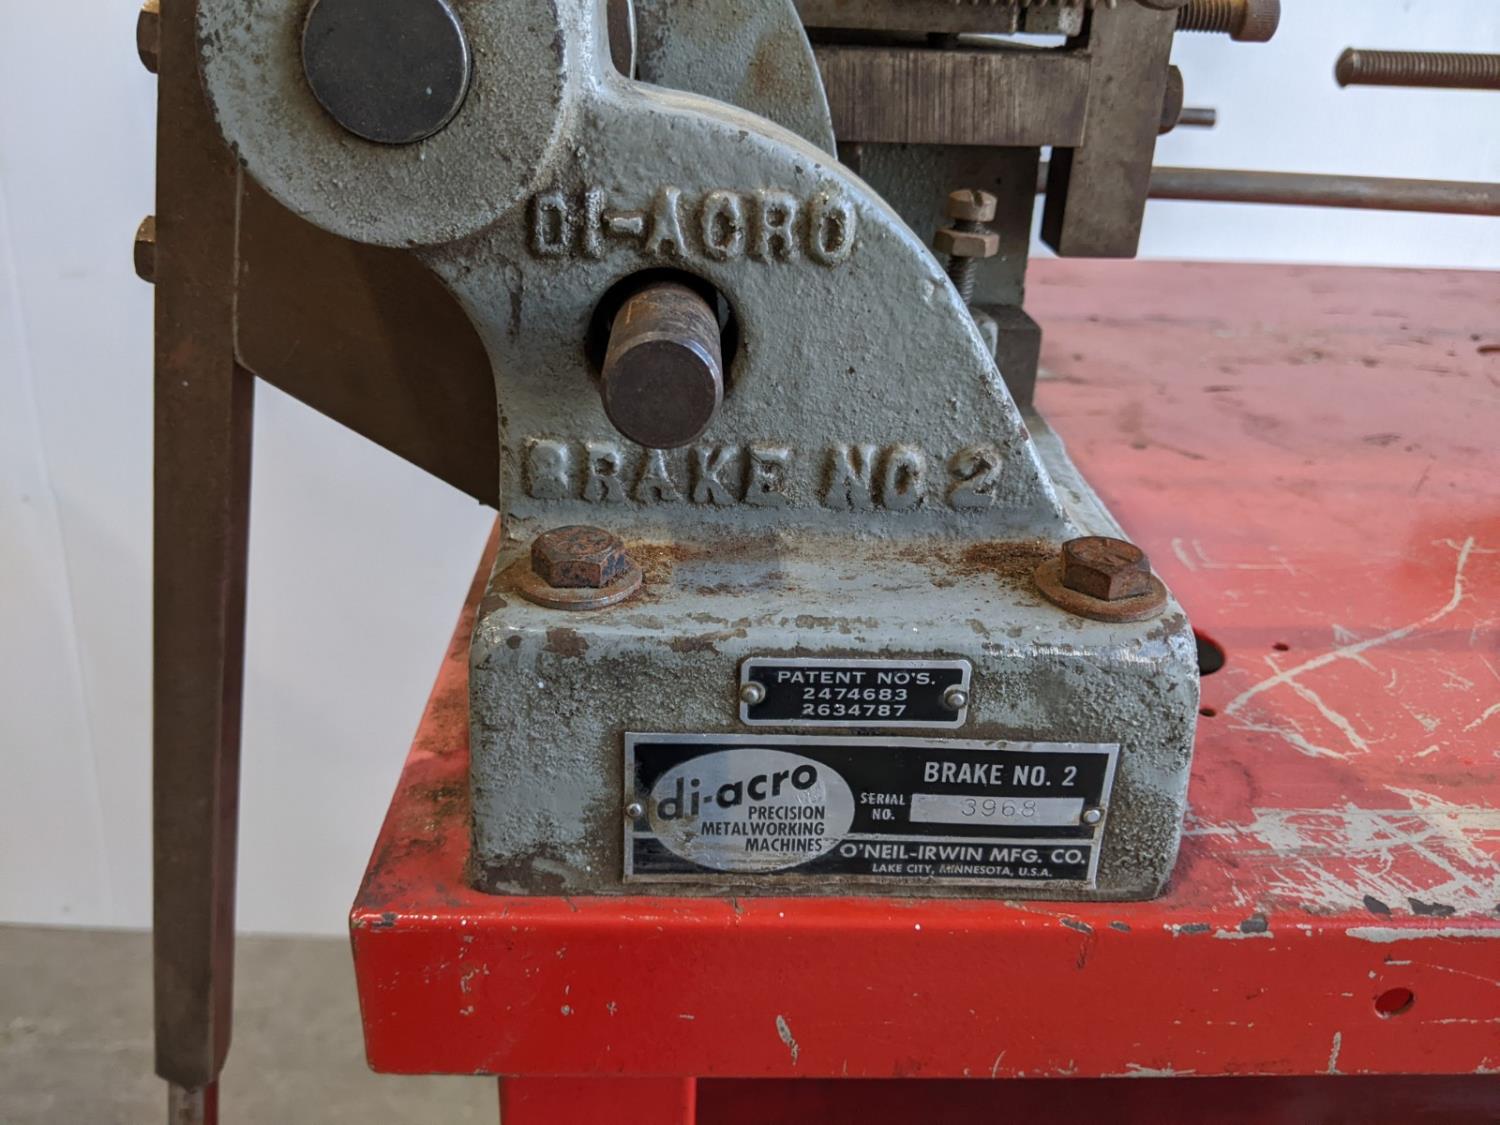 DI-ACRO
BRAKE NO. 2
PATENT NO'S.
2474683
2634787
di-acro
PRECISION
METALWORKING
MACHINES
BRAKE NO. 2
SERIAL
NO.
3968
O'NEIL-IRWIN MFG. CO.
LAKE CITY, MINNESOTA, U.S.A.